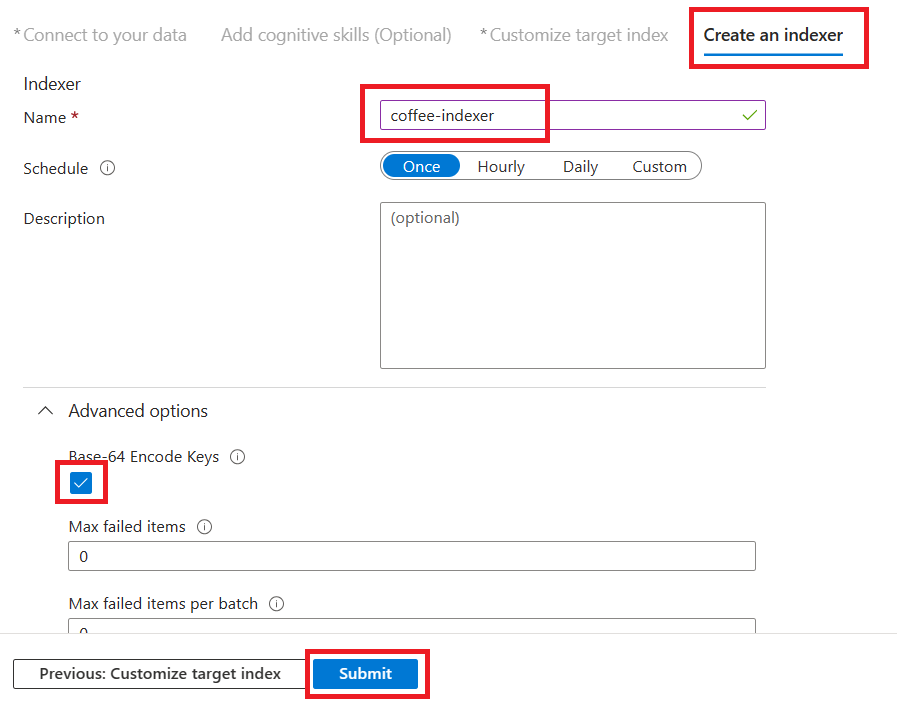 *Connect to your data Add cognitive skills (Optional) *Customize target index Create an indexer
Indexer
Name * coffee-indexer
Schedule Once Hourly Daily Custom
Description (optional)
Advanced options
Base-64 Encode Keys
Max failed items
0
Max failed items per batch
0
Previous: Customize target index Submit